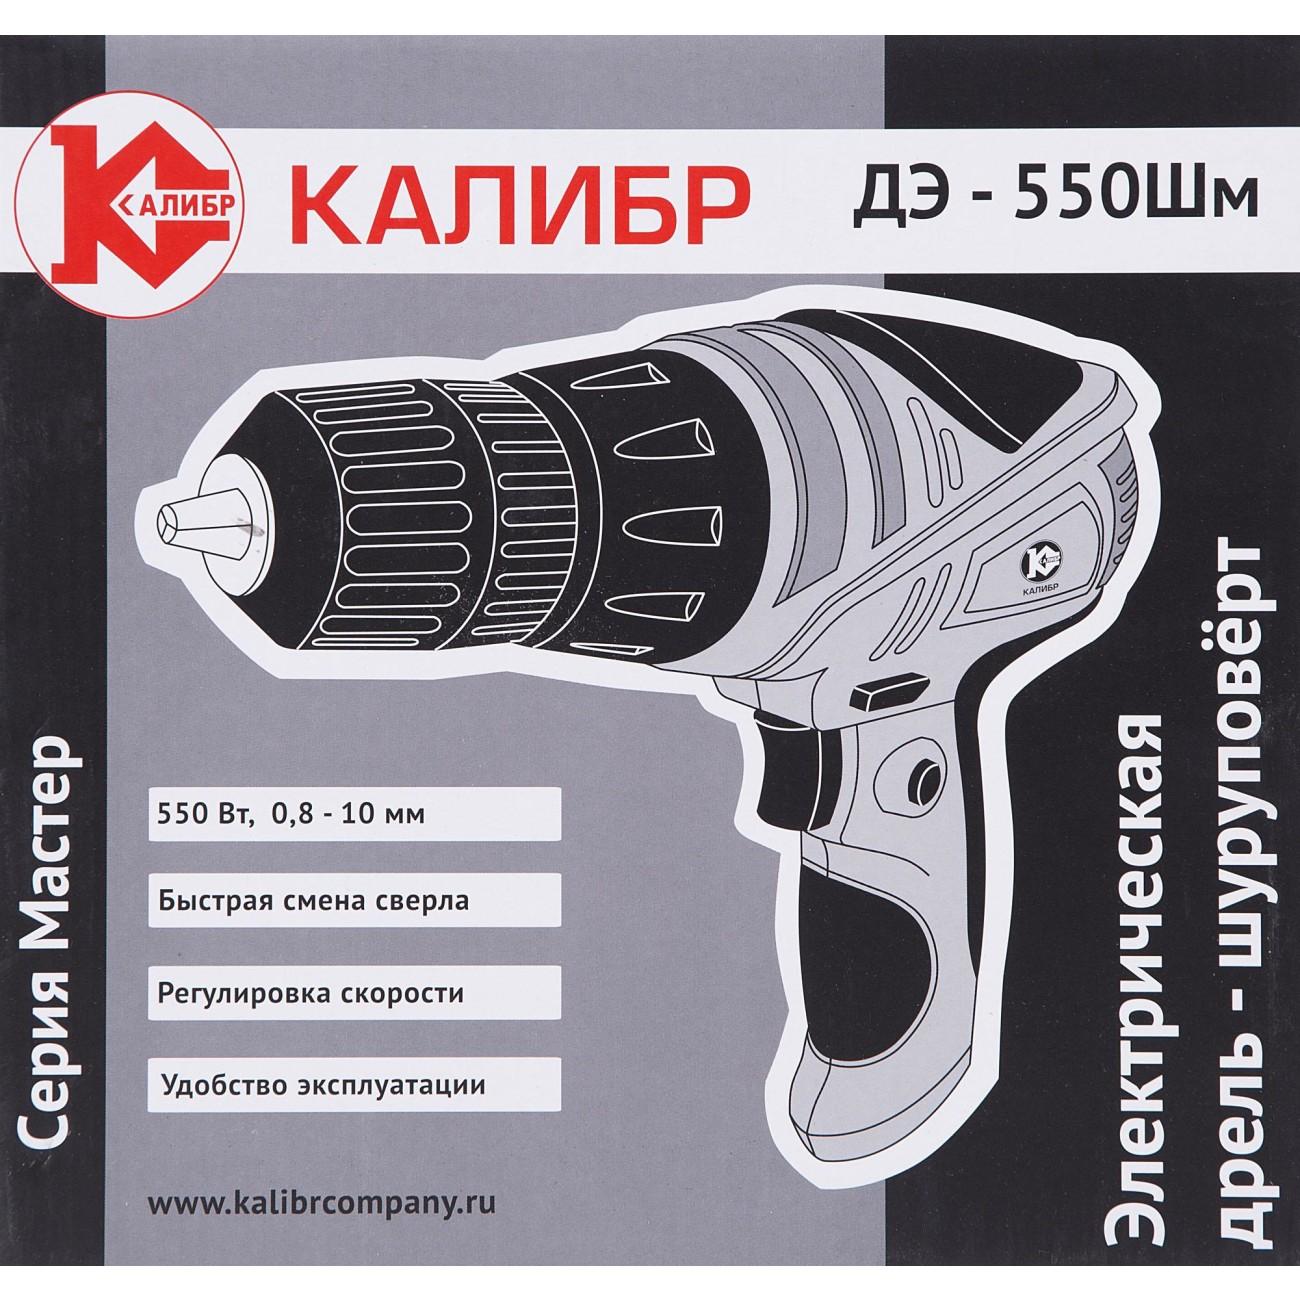 КАЛИБР
КАЛИБР
ДЭ - 550Шм
КАЛИБР
КАЛИБР
550 Вт, 0,8 - 10 мм
Быстрая смена сверла
Регулировка скорости
Удобство эксплуатации
www.kalibrcompany.ru
Серия Мастер
Электрическая
дрель - шуруповёрт